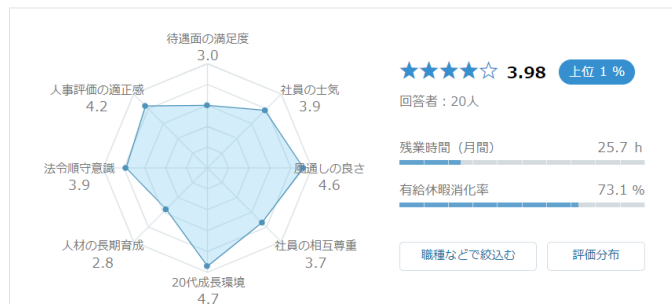 待遇面の満足度
3.0
人事評価の適正感
4.2
社員の士気
3.9
法令順守意識
3.9
風通しの良さ
4.6
人材の長期育成
2.8
社員の相互尊重
3.7
20代成長環境
4.7
★★★★☆ 3.98 上位 1 %
回答者：20人
残業時間（月間） 25.7 h
有給休暇消化率 73.1 %
職種などで絞込む 評価分布